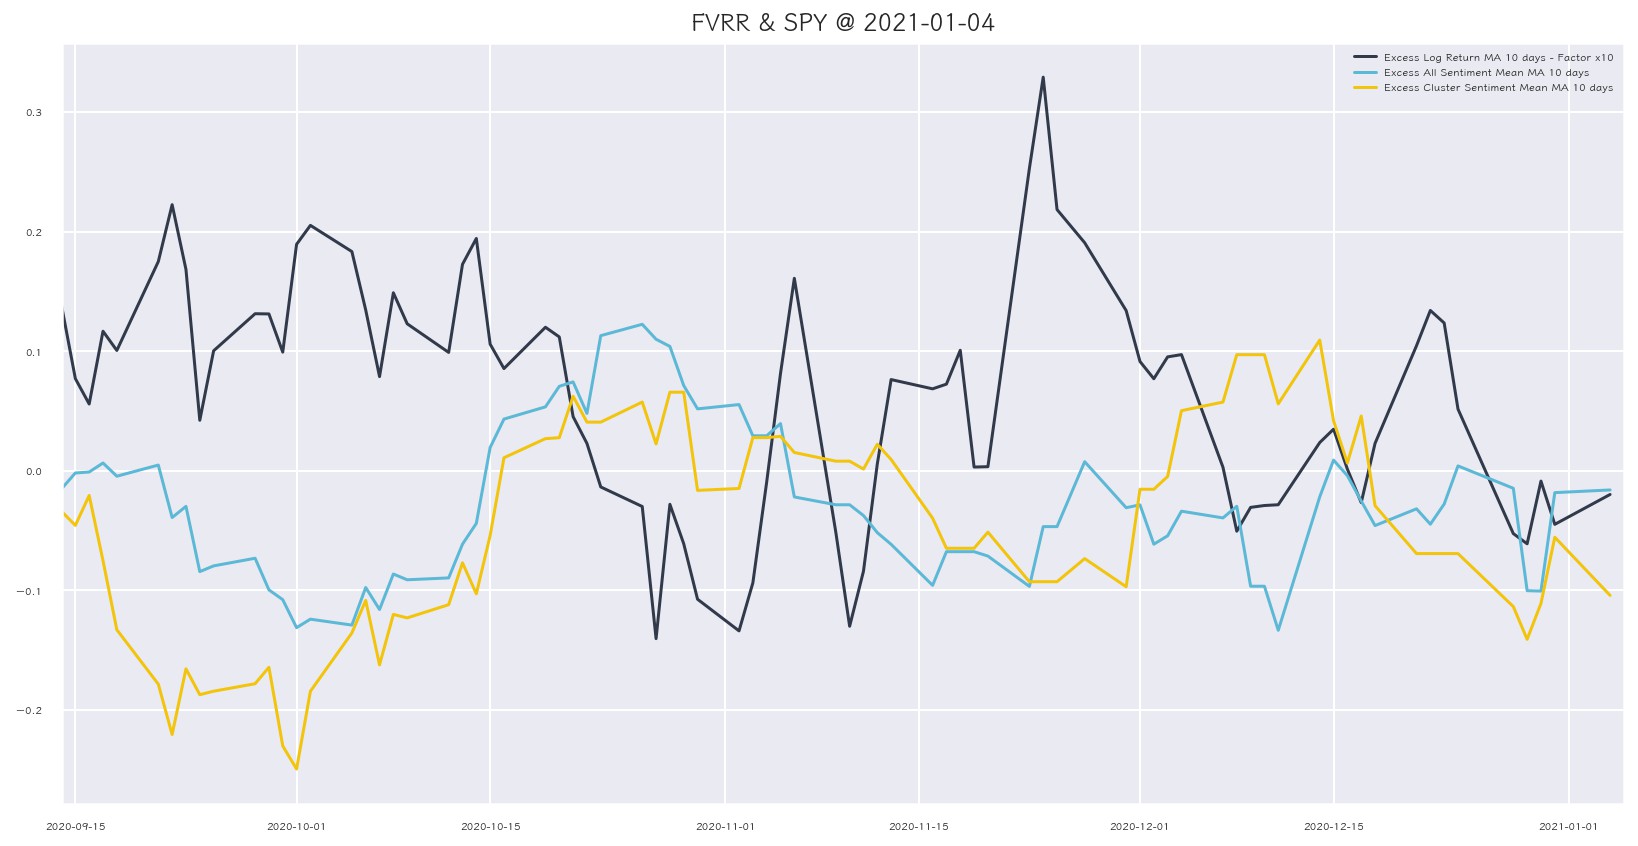 FVRR & SPY @ 2021-01-04
Excess Log Return MA 10 days - Factor x10
Excess All Sentiment Mean MA 10 days
Excess Cluster Sentiment Mean MA 10 days
0.3
0.2
0.1
0.0
−0.1
−0.2
2020-09-15 2020-10-01 2020-10-15 2020-11-01 2020-11-15 2020-12-01 2020-12-15 2021-01-01